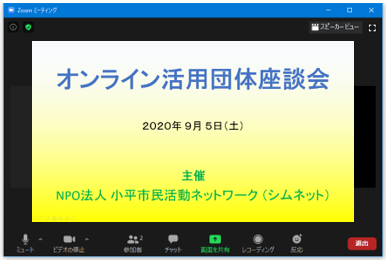 Zoom ミーティング
スピーカー ビュー
オンライン活用団体座談会
2020年9月5日(土)
主催
NPO法人 小平市民活動ネットワーク (シムネット)
2
ミュート
ビデオの停止
参加者
チャット
画面を共有
レコーディング
反応
退出